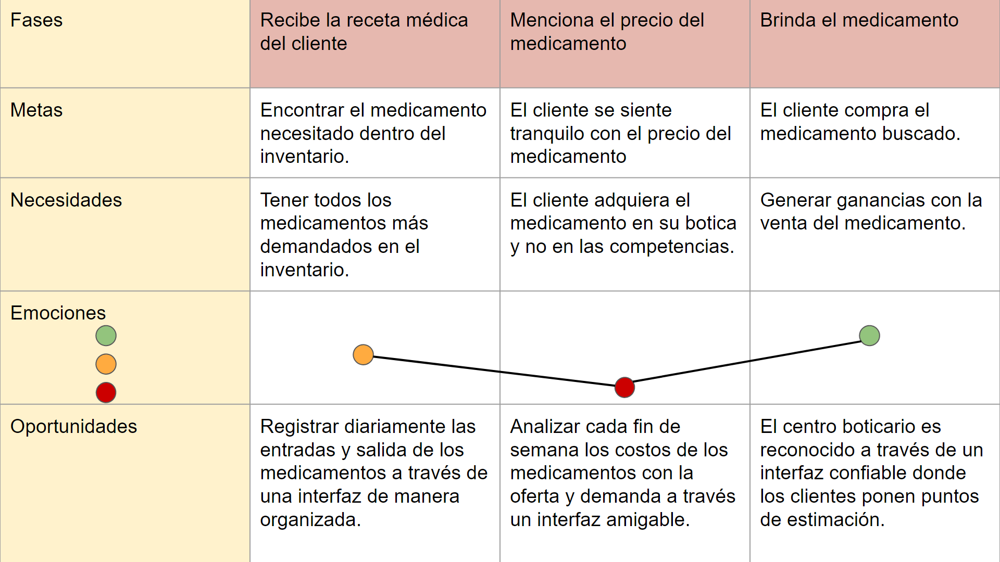 Fases
Recibe la receta médica
del cliente
Menciona el precio del
medicamento
Brinda el medicamento
Metas
Encontrar el medicamento
necesitado dentro del
inventario.
El cliente se siente
tranquilo con el precio del
medicamento
El cliente compra el
medicamento buscado.
Necesidades
Tener todos los
medicamentos más
demandados en el
inventario.
El cliente adquiera el
medicamento en su botica
y no en las competencias.
Generar ganancias con la
venta del medicamento.
Emociones
Oportunidades
Registrar diariamente las
entradas y salida de los
medicamentos a través de
una interfaz de manera
organizada.
Analizar cada fin de
semana los costos de los
medicamentos con la
oferta y demanda a través
un interfaz amigable.
El centro boticario es
reconocido a través de un
interfaz confiable donde
los clientes ponen puntos
de estimación.